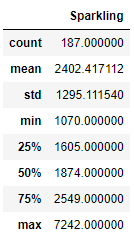 Sparkling
count 187.000000
mean 2402.417112
std 1295.111540
min 1070.000000
25% 1605.000000
50% 1874.000000
75% 2549.000000
max 7242.000000